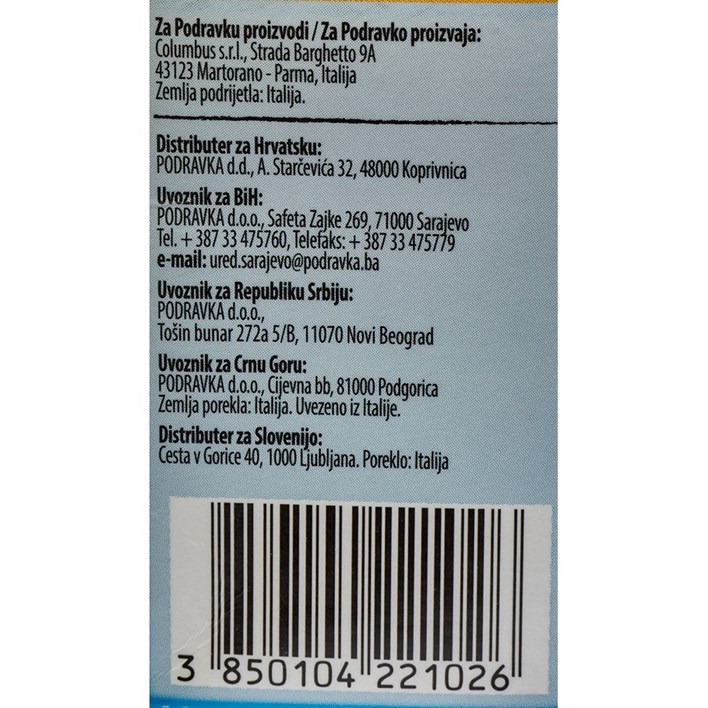 Za Podravku proizvodi / Za Podravko proizvaja:
Columbus s.r.l., Strada Barghetto 9A
43123 Martorano - Parma, Italija
Zemlja podrijetla: Italija.
Distributer za Hrvatsku:
PODRAVKA d.d., A. Starčevića 32, 48000 Koprivnica
Uvoznik za BiH:
PODRAVKA d.o.o., Safeta Zajke 269, 71000 Sarajevo
Tel. + 387 33 475760, Telefaks: + 387 33 475779
e-mail: ured.sarajevo@podravka.ba
Uvoznik za Republiku Srbiju:
PODRAVKA d.o.o.,
Tošin bunar 272a 5/B, 11070 Novi Beograd
Uvoznik za Crnu Goru:
PODRAVKA d.o.o., Cijevna bb, 81000 Podgorica
Zemlja porekla: Italija. Uvezeno iz Italije.
Distributer za Slovenijo:
Cesta v Gorice 40, 1000 Ljubljana. Poreklo: Italija
3 850104 221026